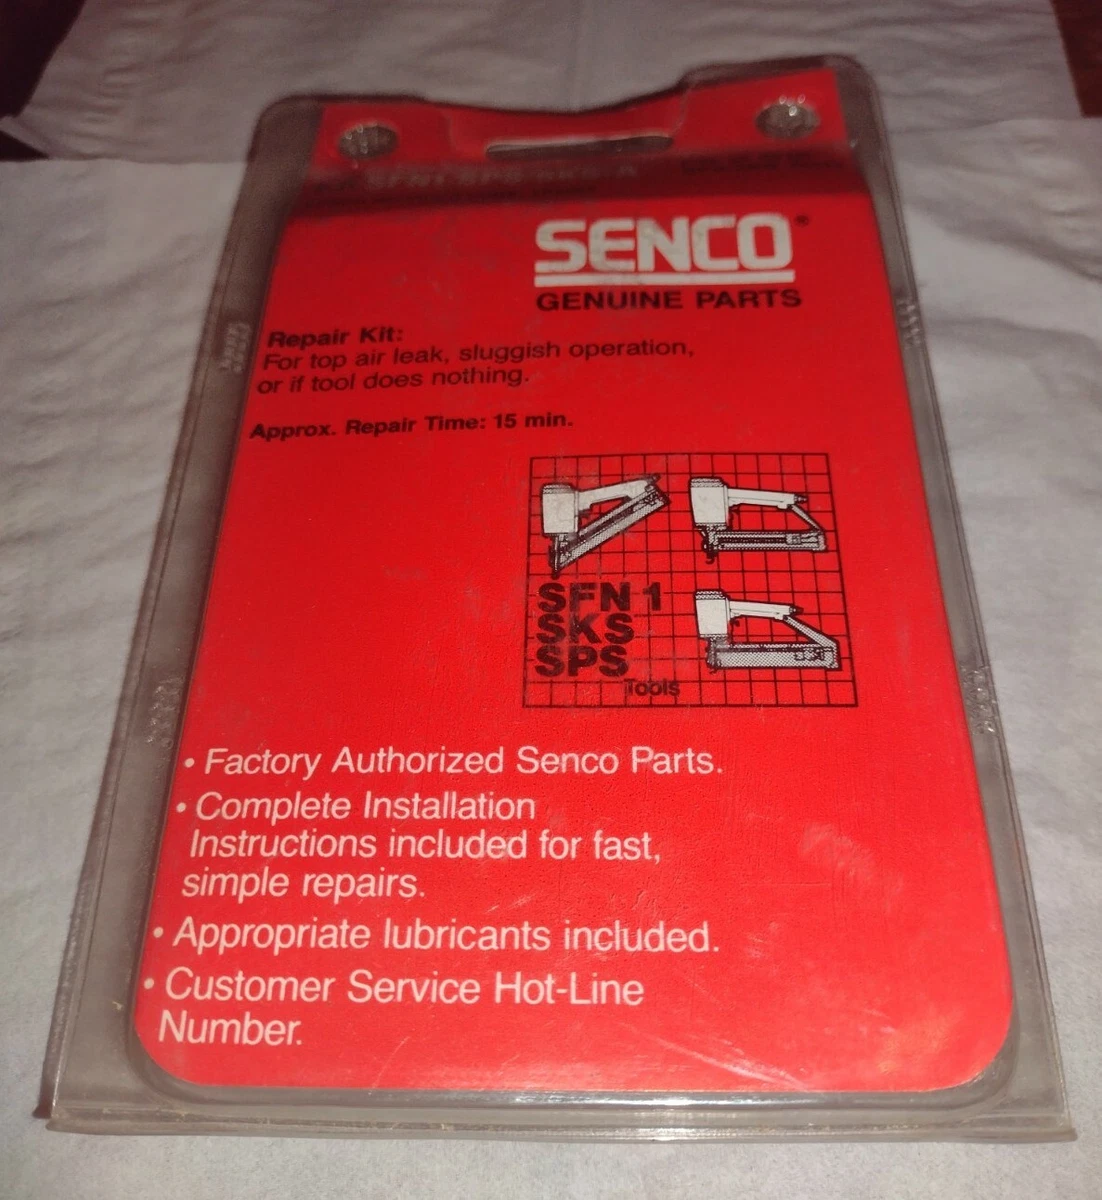 SENCO®
GENUINE PARTS
Repair Kit:
For top air leak, sluggish operation,
or if tool does nothing.
Approx. Repair Time: 15 min.
SFN 1
SKS
SPS
Tools
• Factory Authorized Senco Parts.
• Complete Installation
Instructions included for fast,
simple repairs.
• Appropriate lubricants included.
• Customer Service Hot-Line
Number.